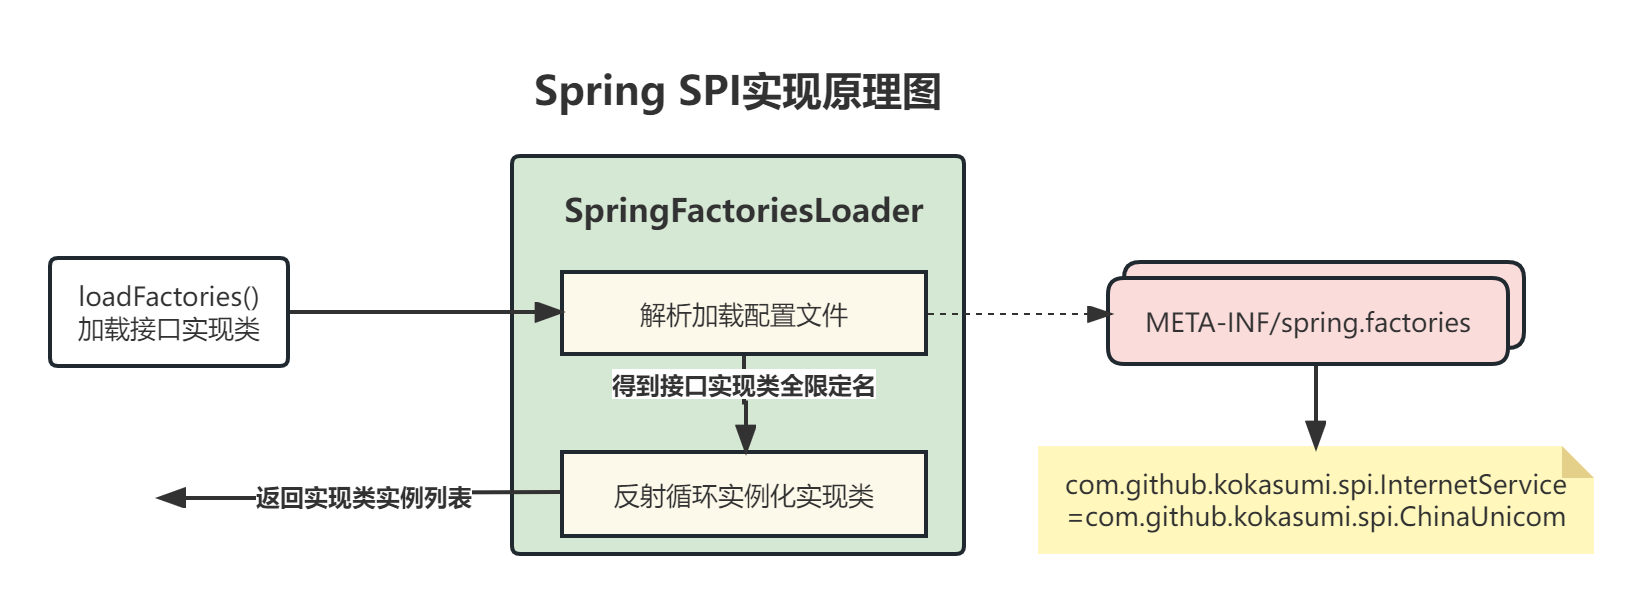 Spring SPI实现原理图
SpringFactoriesLoader
loadFactories()
加载接口实现类
解析加载配置文件
META-INF/spring.factories
得到接口实现类全限定名
反射循环实例化实现类
返回实现类实例列表
com.github.kokasumi.spi.InternetService
=com.github.kokasumi.spi.ChinaUnicom